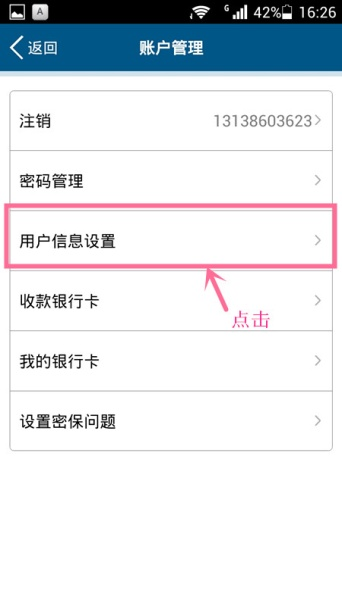 A G 42% 16:26
返回 账户管理
注销 13138603623
密码管理
用户信息设置
收款银行卡
点击
我的银行卡
设置密保问题